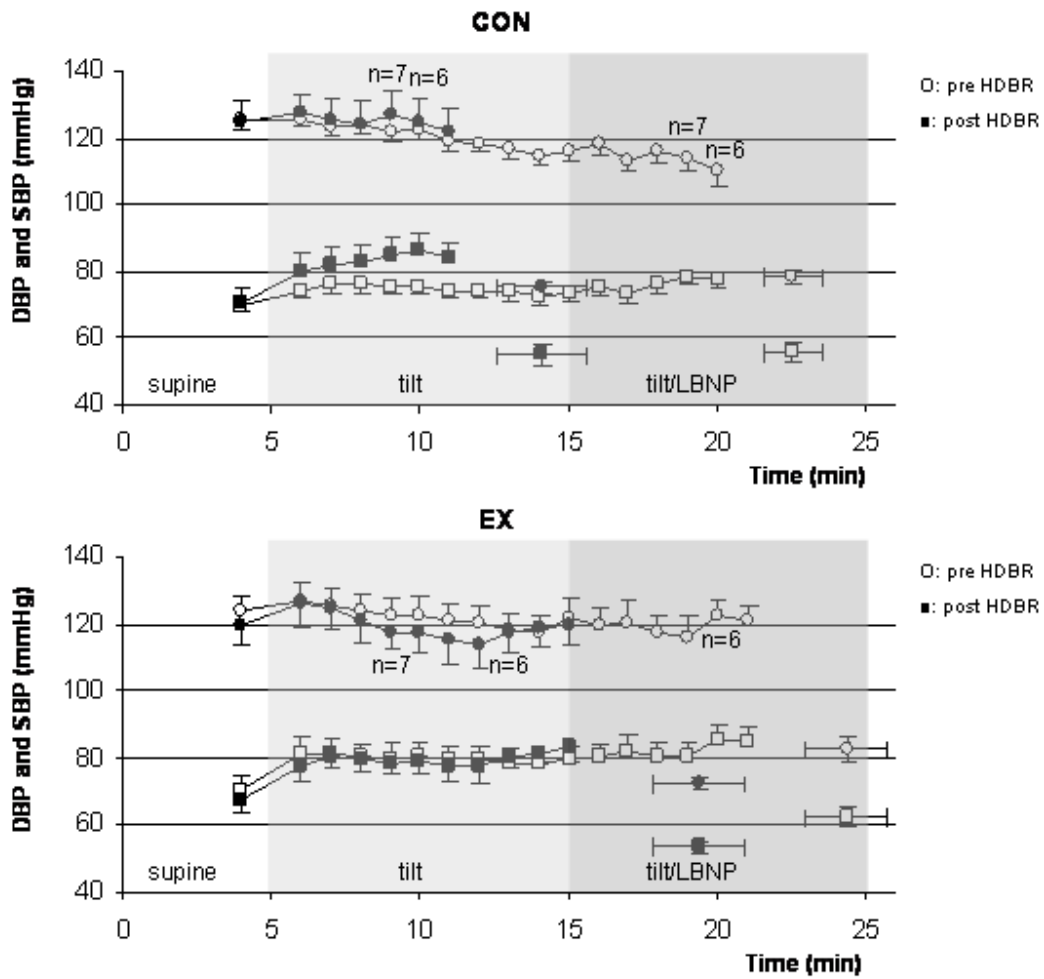 CON
DBP and SBP (mmHg)
140
120
100
80
60
40
n=7 n=6
n=7
n=6
supine
tilt
tilt/LBNP
0
5
10
15
20
25
Time (min)
O: pre HDBR
■: post HDBR
EX
DBP and SBP (mmHg)
140
120
100
80
60
40
n=7
n=6
n=6
supine
tilt
tilt/LBNP
0
5
10
15
20
25
Time (min)
O: pre HDBR
■: post HDBR